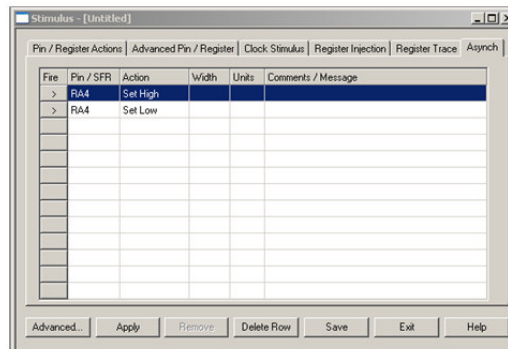 Stimulus - [Untitled]
Pin / Register Actions Advanced Pin / Register Clock Stimulus Register Injection Register Trace Asynch
Fire Pin / SFR Action Width Units Comments / Message
> RA4 Set High
> RA4 Set Low
Advanced... Apply Remove Delete Row Save Exit Help